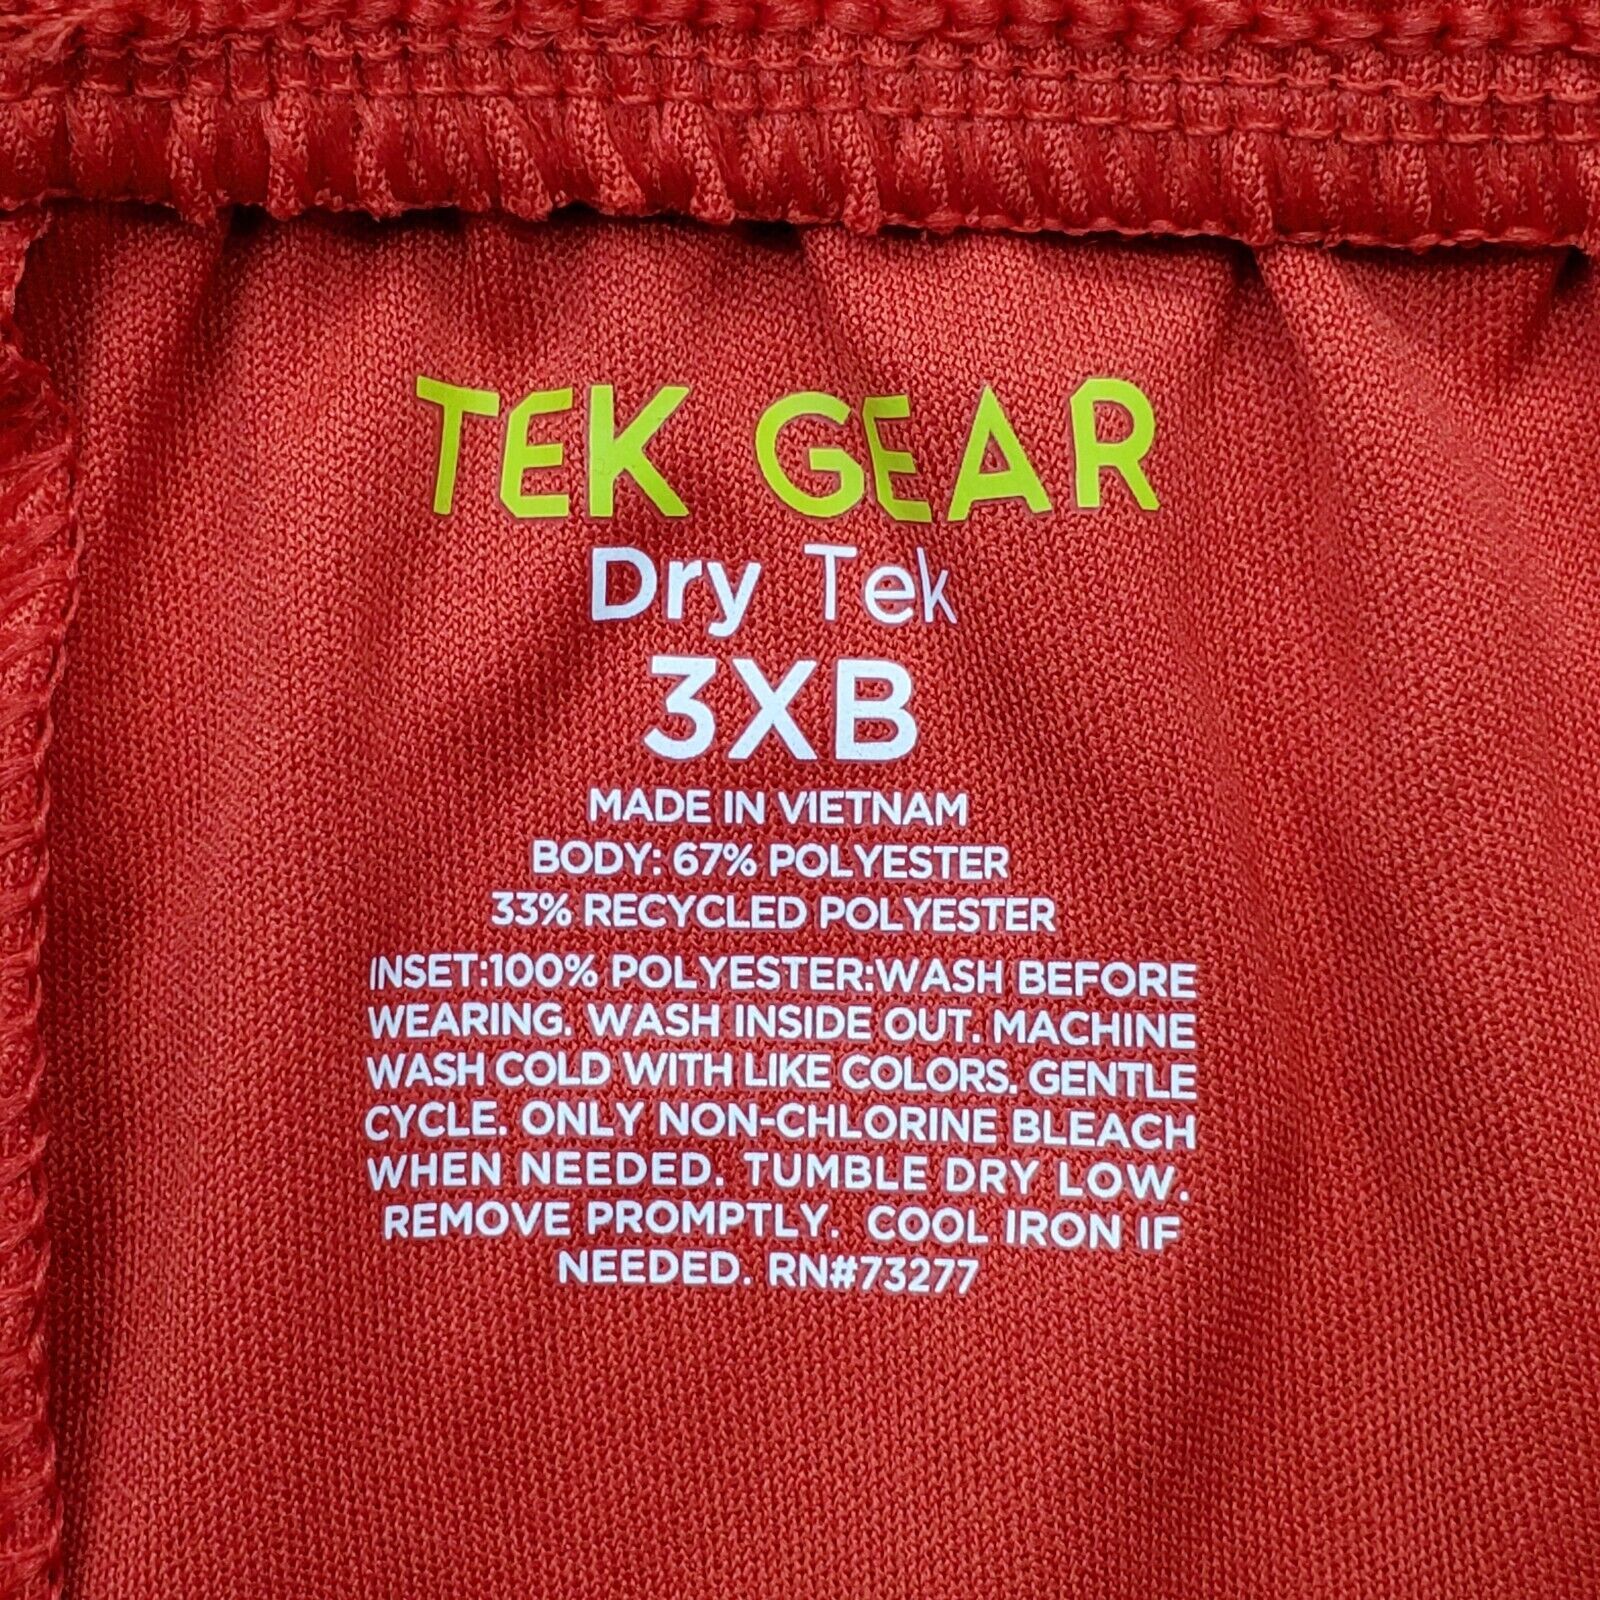 TEK GEAR
Dry Tek
3XB
MADE IN VIETNAM
BODY: 67% POLYESTER
33% RECYCLED POLYESTER
INSET:100% POLYESTER:WASH BEFORE
WEARING. WASH INSIDE OUT. MACHINE
WASH COLD WITH LIKE COLORS. GENTLE
CYCLE. ONLY NON-CHLORINE BLEACH
WHEN NEEDED. TUMBLE DRY LOW.
REMOVE PROMPTLY. COOL IRON IF
NEEDED. RN#73277